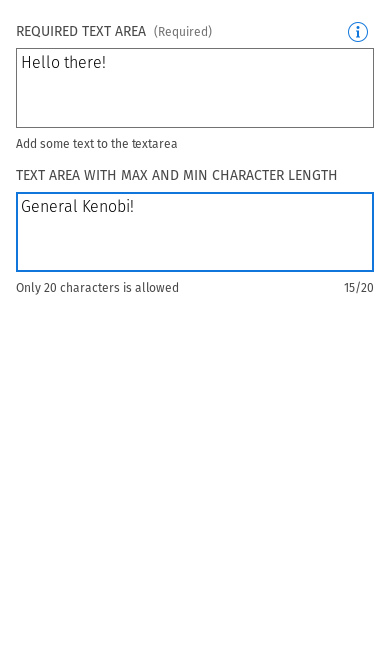 REQUIRED TEXT AREA (Required)
Hello there!
Add some text to the textarea
TEXT AREA WITH MAX AND MIN CHARACTER LENGTH
General Kenobi!
Only 20 characters is allowed 15/20